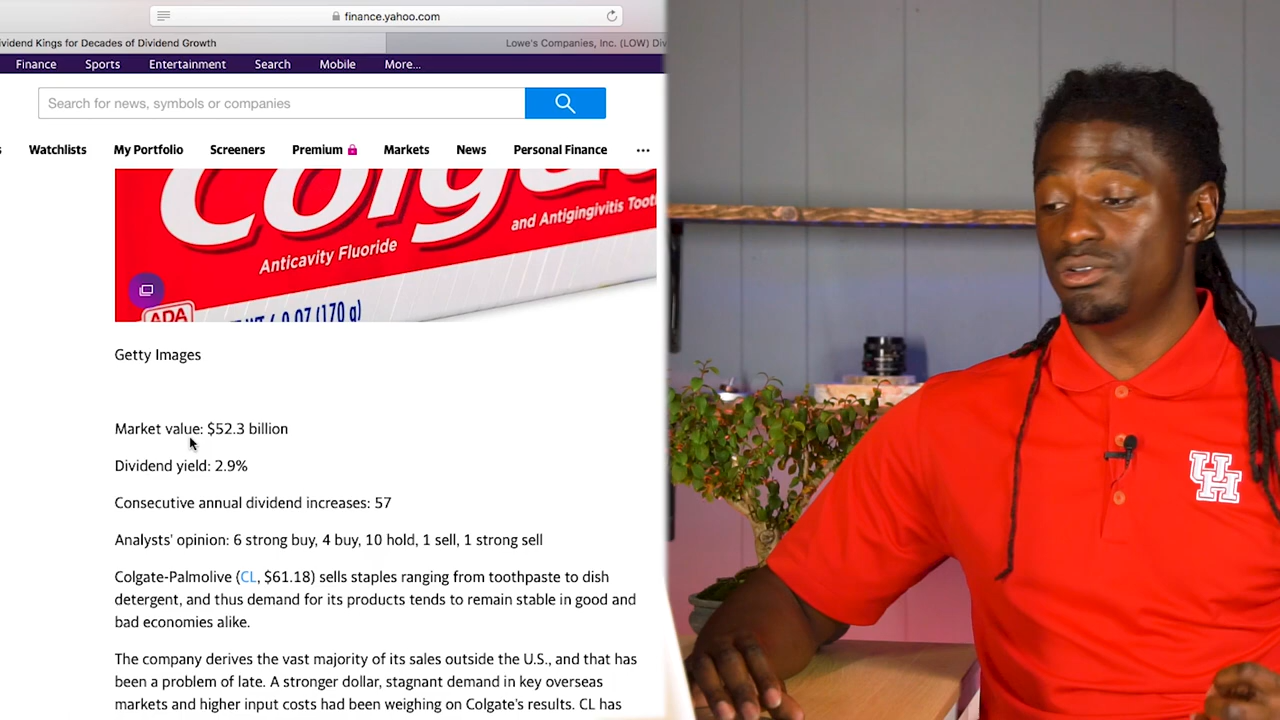 finance.yahoo.com
ividend Kings for Decades of Dividend Growth
Lowe's Companies, Inc. (LOW) Div
Finance Sports Entertainment Search Mobile More...
Search for news, symbols or companies
s Watchlists My Portfolio Screeners Premium Markets News Personal Finance ...
Colga
Anticavity Fluoride
and Antigingivitis Toot
ADA
WT 6.0 OZ (170 g)
Getty Images
Market value: $52.3 billion
Dividend yield: 2.9%
Consecutive annual dividend increases: 57
Analysts' opinion: 6 strong buy, 4 buy, 10 hold, 1 sell, 1 strong sell
Colgate-Palmolive (CL, $61.18) sells staples ranging from toothpaste to dish
detergent, and thus demand for its products tends to remain stable in good and
bad economies alike.
The company derives the vast majority of its sales outside the U.S., and that has
been a problem of late. A stronger dollar, stagnant demand in key overseas
markets and higher input costs had been weighing on Colgate's results. CL has
UH